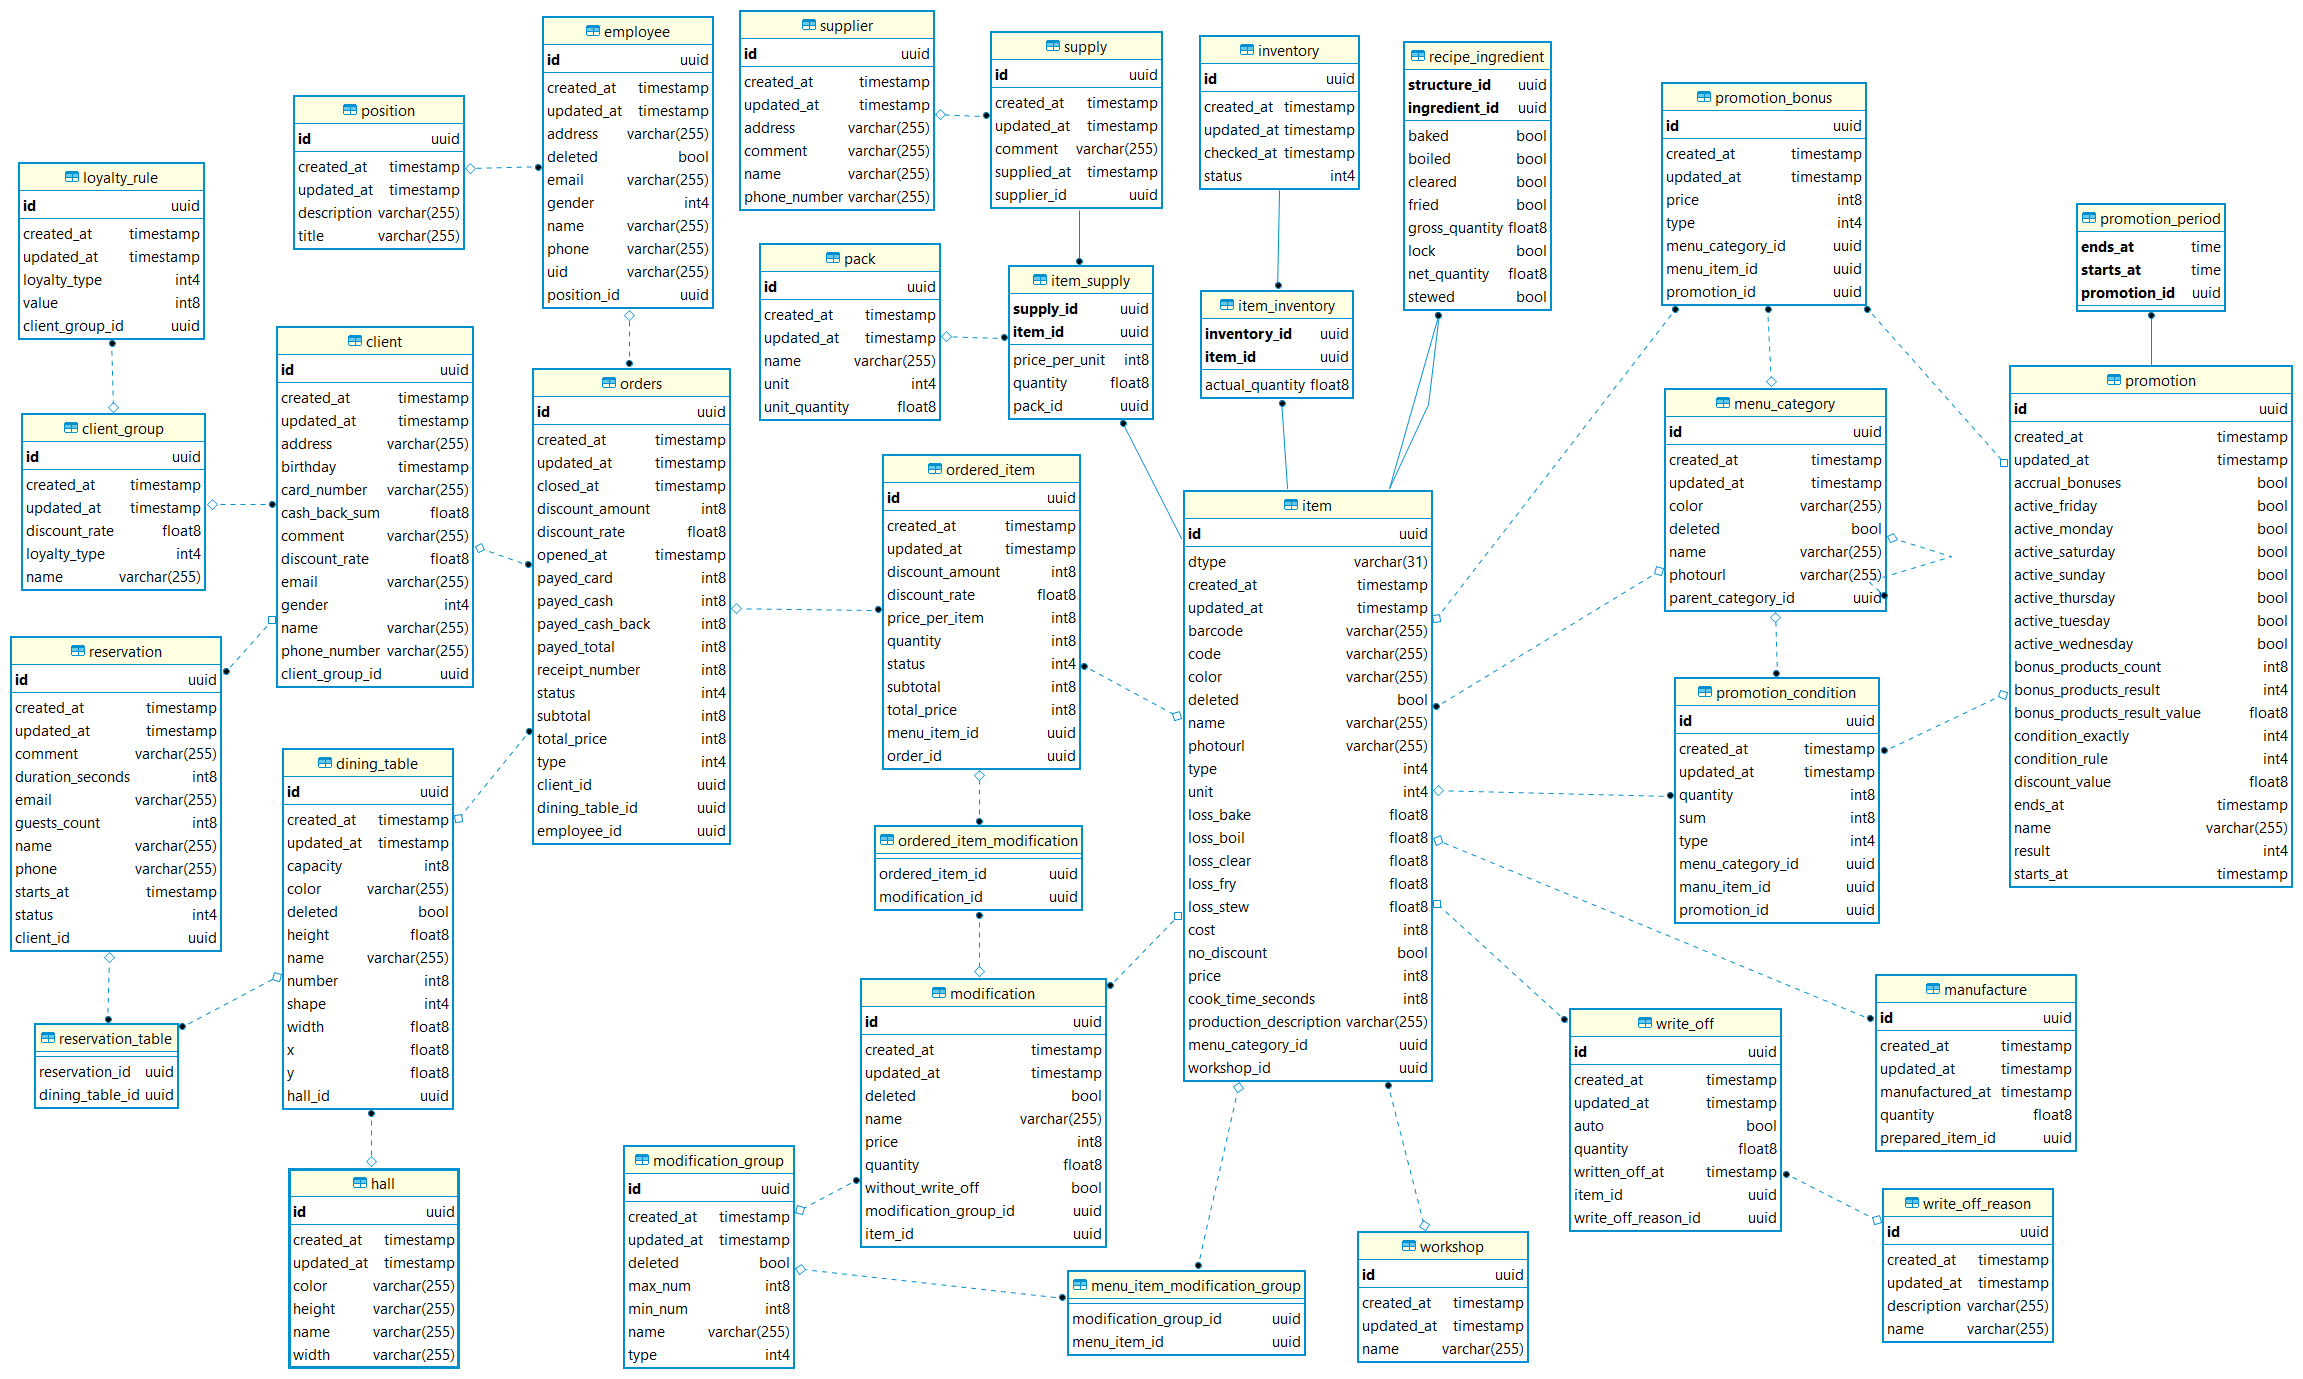 loyalty_rule
id uuid
created_at timestamp
updated_at timestamp
loyalty_type int4
value int8
client_group_id uuid
client_group
id uuid
created_at timestamp
updated_at timestamp
discount_rate float8
loyalty_type int4
name varchar(255)
reservation
id uuid
created_at timestamp
updated_at timestamp
comment varchar(255)
duration_seconds int8
email varchar(255)
guests_count int8
name varchar(255)
phone varchar(255)
starts_at timestamp
status int4
client_id uuid
reservation_table
reservation_id uuid
dining_table_id uuid
position
id uuid
created_at timestamp
updated_at timestamp
description varchar(255)
title varchar(255)
client
id uuid
created_at timestamp
updated_at timestamp
address varchar(255)
birthday timestamp
card_number varchar(255)
cash_back_sum float8
comment varchar(255)
discount_rate float8
email varchar(255)
gender int4
name varchar(255)
phone_number varchar(255)
client_group_id uuid
dining_table
id uuid
created_at timestamp
updated_at timestamp
capacity int8
color varchar(255)
deleted bool
height float8
name varchar(255)
number int8
shape int4
width float8
x float8
y float8
hall_id uuid
hall
id uuid
created_at timestamp
updated_at timestamp
color varchar(255)
height varchar(255)
name varchar(255)
width varchar(255)
employee
id uuid
created_at timestamp
updated_at timestamp
address varchar(255)
deleted bool
email varchar(255)
gender int4
name varchar(255)
phone varchar(255)
uid varchar(255)
position_id uuid
orders
id uuid
created_at timestamp
updated_at timestamp
closed_at timestamp
discount_amount int8
discount_rate float8
opened_at timestamp
payed_card int8
payed_cash int8
payed_cash_back int8
payed_total int8
receipt_number int8
status int4
subtotal int8
total_price int8
type int4
client_id uuid
dining_table_id uuid
employee_id uuid
modification_group
id uuid
created_at timestamp
updated_at timestamp
deleted bool
max_num int8
min_num int8
name varchar(255)
type int4
supplier
id uuid
created_at timestamp
updated_at timestamp
address varchar(255)
comment varchar(255)
name varchar(255)
phone_number varchar(255)
pack
id uuid
created_at timestamp
updated_at timestamp
name varchar(255)
unit int4
unit_quantity float8
ordered_item
id uuid
created_at timestamp
updated_at timestamp
discount_amount int8
discount_rate float8
price_per_item int8
quantity int8
status int4
subtotal int8
total_price int8
menu_item_id uuid
order_id uuid
ordered_item_modification
ordered_item_id uuid
modification_id uuid
modification
id uuid
created_at timestamp
updated_at timestamp
deleted bool
name varchar(255)
price int8
quantity float8
without_write_off bool
modification_group_id uuid
item_id uuid
supply
id uuid
created_at timestamp
updated_at timestamp
comment varchar(255)
supplied_at timestamp
supplier_id uuid
item_supply
supply_id uuid
item_id uuid
price_per_unit int8
quantity float8
pack_id uuid
menu_item_modification_group
modification_group_id uuid
menu_item_id uuid
inventory
id uuid
created_at timestamp
updated_at timestamp
checked_at timestamp
status int4
item_inventory
inventory_id uuid
item_id uuid
actual_quantity float8
recipe_ingredient
structure_id uuid
ingredient_id uuid
baked bool
boiled bool
cleared bool
fried bool
gross_quantity float8
lock bool
net_quantity float8
stewed bool
item
id uuid
dtype varchar(31)
created_at timestamp
updated_at timestamp
barcode varchar(255)
code varchar(255)
color varchar(255)
deleted bool
name varchar(255)
photourl varchar(255)
type int4
unit int4
loss_bake float8
loss_boil float8
loss_clear float8
loss_fry float8
loss_stew float8
cost int8
no_discount bool
price int8
cook_time_seconds int8
production_description varchar(255)
menu_category_id uuid
workshop_id uuid
workshop
id uuid
created_at timestamp
updated_at timestamp
name varchar(255)
promotion_bonus
id uuid
created_at timestamp
updated_at timestamp
price int8
type int4
menu_category_id uuid
menu_item_id uuid
promotion_id uuid
menu_category
id uuid
created_at timestamp
updated_at timestamp
color varchar(255)
deleted bool
name varchar(255)
photourl varchar(255)
parent_category_id uuid
promotion_condition
id uuid
created_at timestamp
updated_at timestamp
quantity int8
sum int8
type int4
menu_category_id uuid
manu_item_id uuid
promotion_id uuid
write_off
id uuid
created_at timestamp
updated_at timestamp
auto bool
quantity float8
written_off_at timestamp
item_id uuid
write_off_reason_id uuid
promotion_period
ends_at time
starts_at time
promotion_id uuid
promotion
id uuid
created_at timestamp
updated_at timestamp
accrual_bonuses bool
active_friday bool
active_monday bool
active_saturday bool
active_sunday bool
active_thursday bool
active_tuesday bool
active_wednesday bool
bonus_products_count int8
bonus_products_result int4
bonus_products_result_value float8
condition_exactly int4
condition_rule int4
discount_value float8
ends_at timestamp
name varchar(255)
result int4
starts_at timestamp
manufacture
id uuid
created_at timestamp
updated_at timestamp
manufactured_at timestamp
quantity float8
prepared_item_id uuid
write_off_reason
id uuid
created_at timestamp
updated_at timestamp
description varchar(255)
name varchar(255)